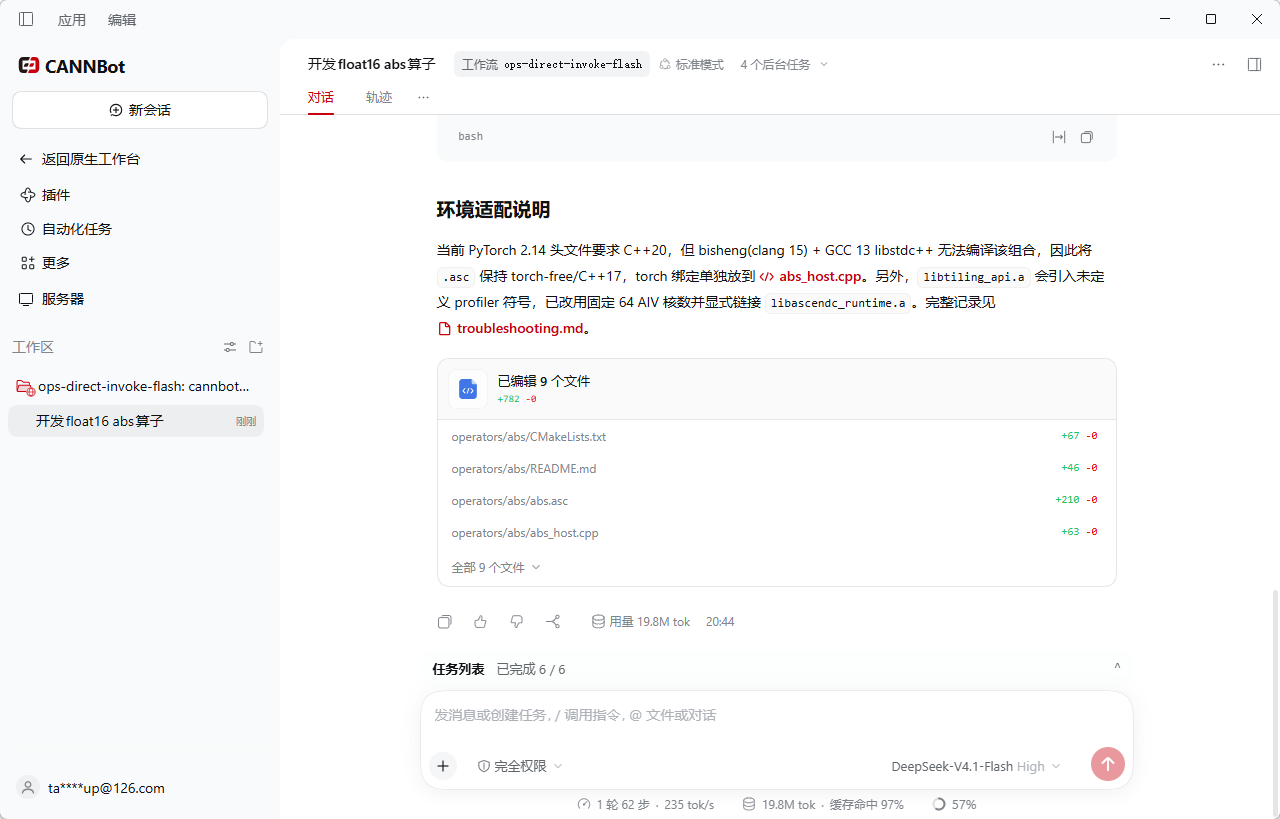 应用 编辑
CANNBot
新会话
返回原生工作台
插件
自动化任务
更多
服务器
工作区
ops-direct-invoke-flash: cannbot...
开发float16 abs算子 刚刚
ta****up@126.com
开发float16 abs算子 工作流 ops-direct-invoke-flash 标准模式 4 个后台任务
对话 轨迹 ...
bash
环境适配说明
当前 PyTorch 2.14 头文件要求 C++20，但 bisheng(clang 15) + GCC 13 libstdc++ 无法编译该组合，因此将
.asc 保持 torch-free/C++17，torch 绑定单独放到 </> abs_host.cpp。另外，libtiling_api.a 会引入未定
义 profiler 符号，已改用固定 64 AIV 核数并显式链接 libascendc_runtime.a 。完整记录见
troubleshooting.md。
已编辑 9 个文件
+782 -0
operators/abs/CMakeLists.txt +67 -0
operators/abs/README.md +46 -0
operators/abs/abs.asc +210 -0
operators/abs/abs_host.cpp +63 -0
全部 9 个文件
用量 19.8M tok 20:44
任务列表 已完成 6 / 6
发消息或创建任务, / 调用指令, @ 文件或对话
完全权限 DeepSeek-V4.1-Flash High
1 轮 62 步 · 235 tok/s 19.8M tok · 缓存命中 97% 57%